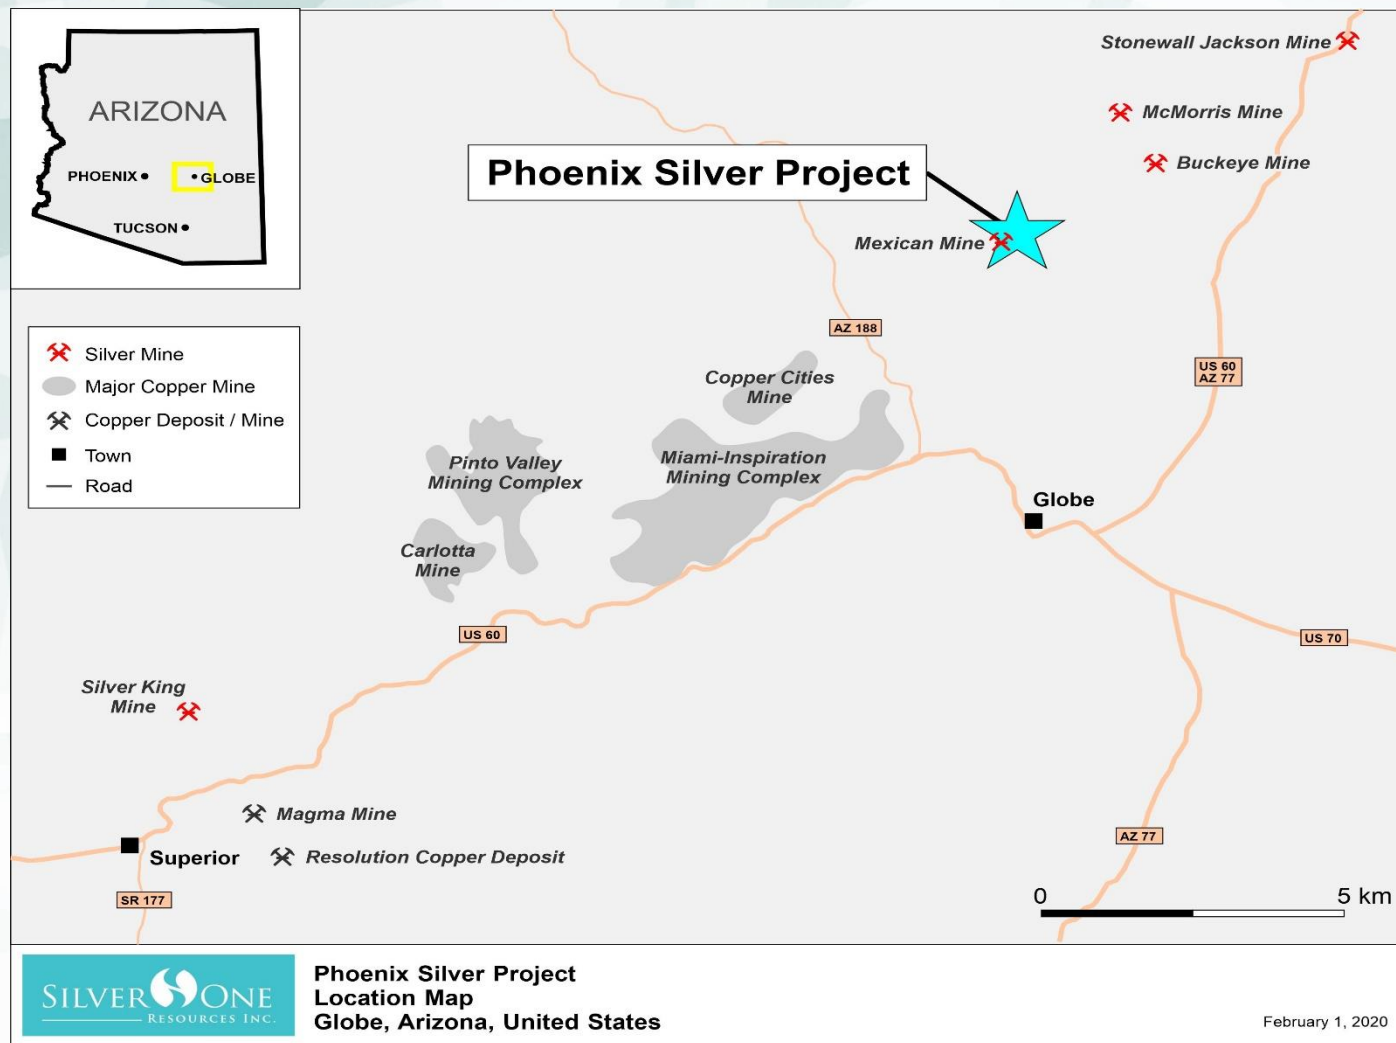 ARIZONA
PHOENIX
GLOBE
TUCSON
Silver Mine
Major Copper Mine
Copper Deposit / Mine
Town
Road
Stonewall Jackson Mine
McMorris Mine
Buckeye Mine
Phoenix Silver Project
Mexican Mine
AZ 188
US 60
AZ 77
Copper Cities
Mine
Pinto Valley
Mining Complex
Miami-Inspiration
Mining Complex
Globe
Carlotta
Mine
US 60
US 70
Silver King
Mine
Magma Mine
AZ 77
Superior
Resolution Copper Deposit
SR 177
0
5 km
SILVER ONE
RESOURCES INC.
Phoenix Silver Project
Location Map
Globe, Arizona, United States
February 1, 2020